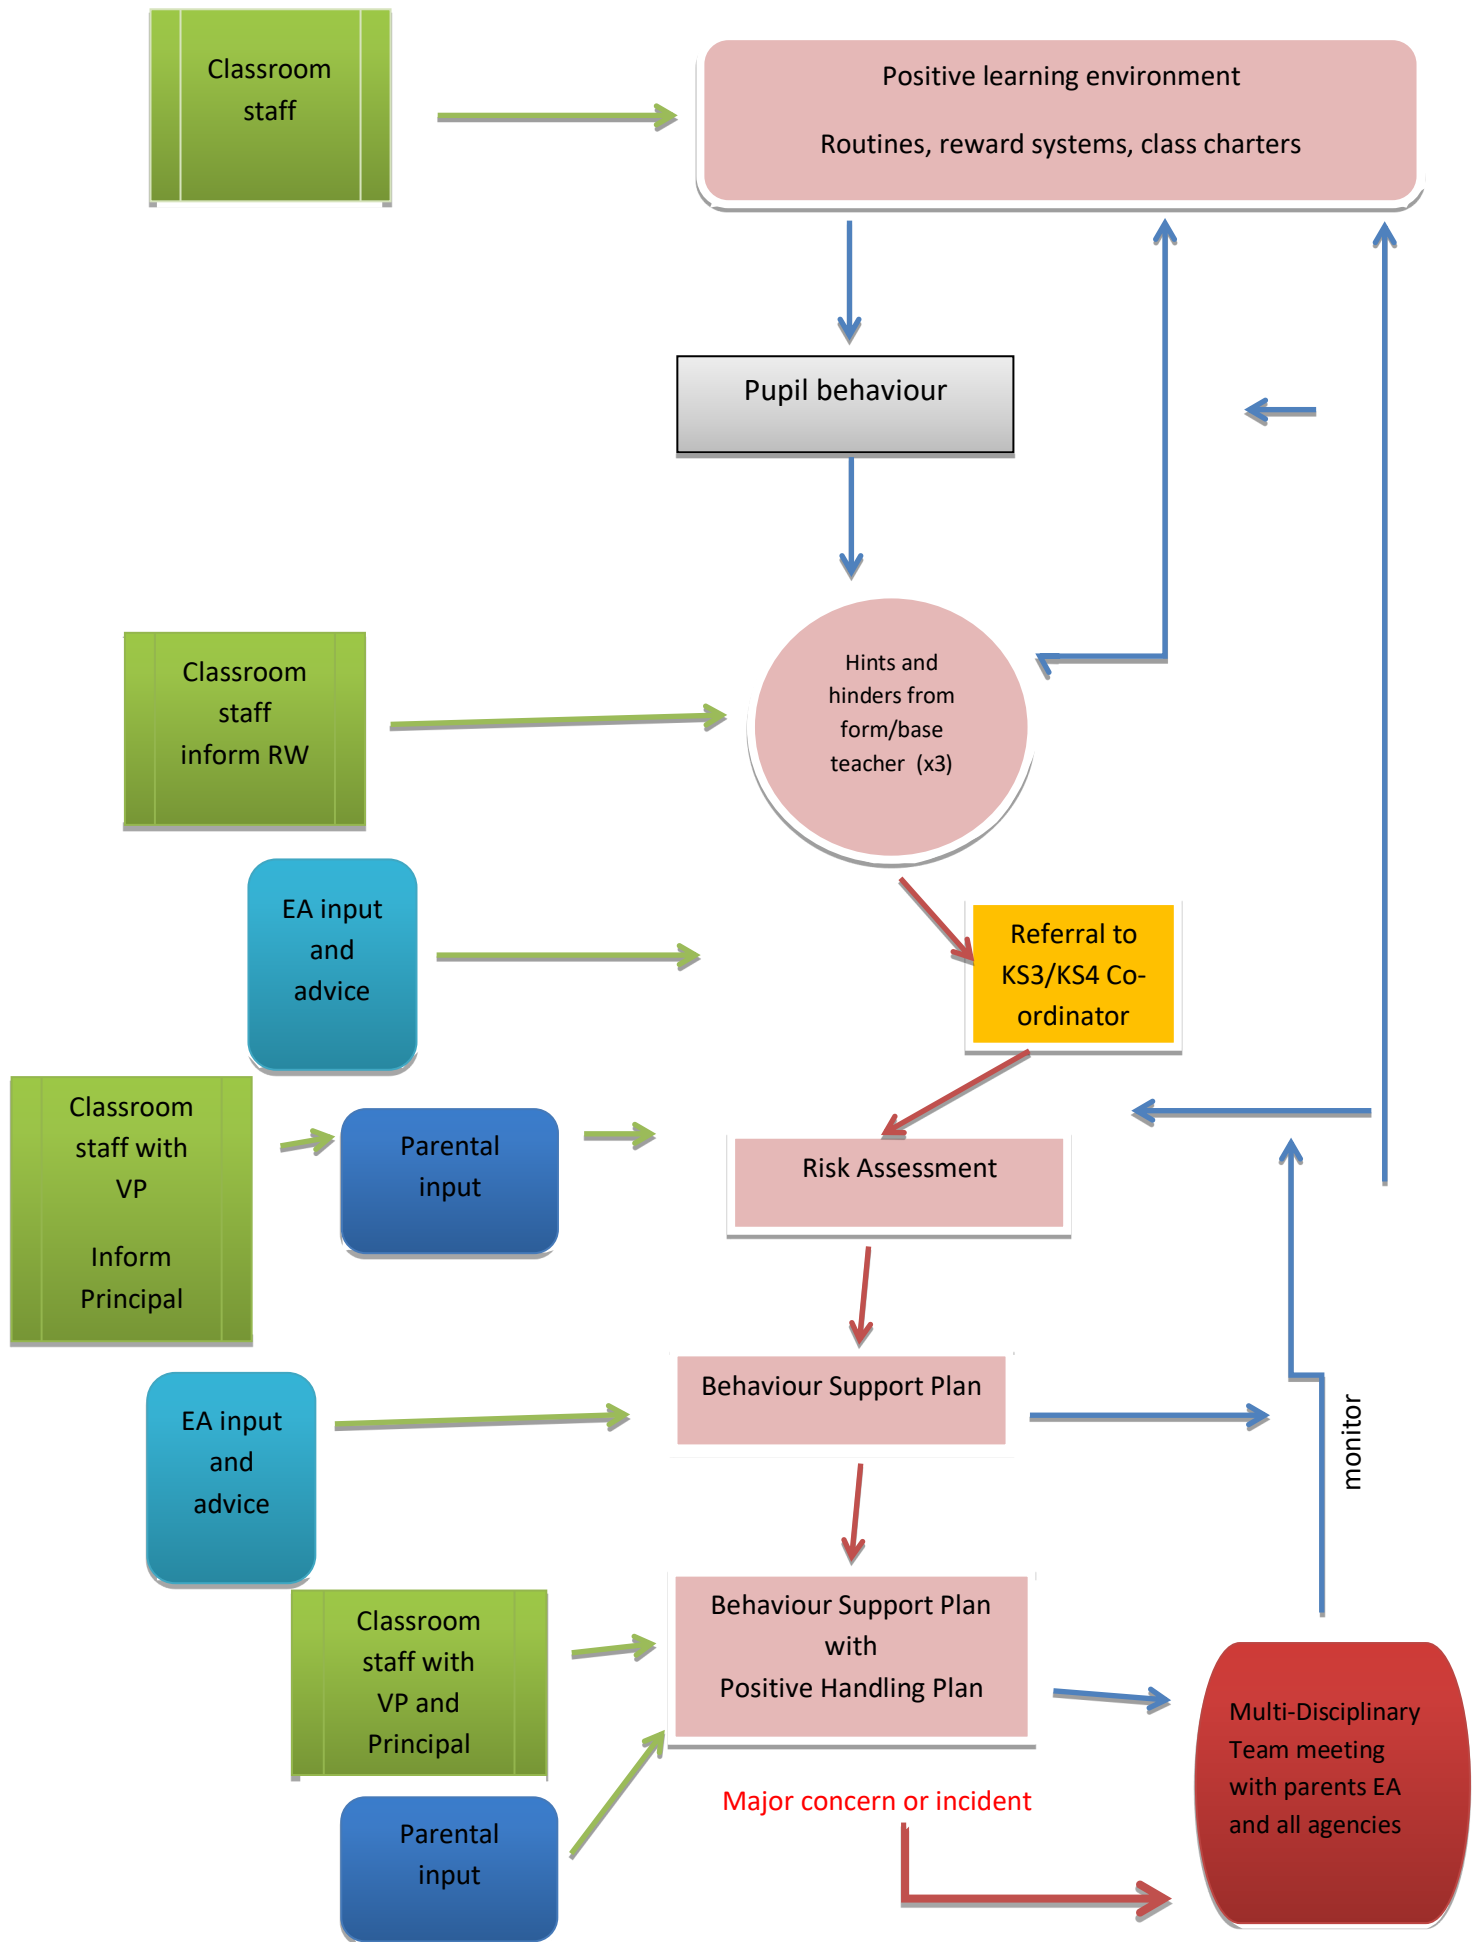 Classroom
staff
Positive learning environment
Routines, reward systems, class charters
Pupil behaviour
Classroom
staff
inform RW
Hints and
hinders from
form/base
teacher (x3)
EA input
and
advice
Referral to
KS3/KS4 Co-
ordinator
Classroom
staff with
VP
Inform
Principal
Parental
input
Risk Assessment
EA input
and
advice
Behaviour Support Plan
monitor
Classroom
staff with
VP and
Principal
Behaviour Support Plan
with
Positive Handling Plan
Multi-Disciplinary
Team meeting
with parents EA
and all agencies
Major concern or incident
Parental
input